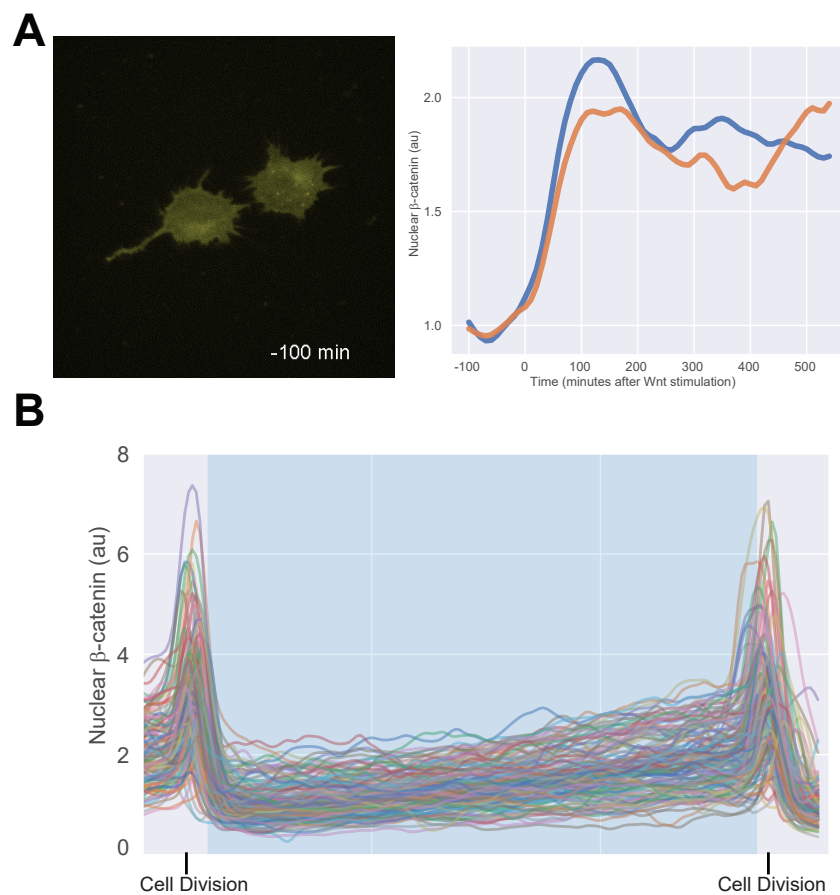 A
-100 min
Nuclear β-catenin (au)
2.0
1.5
1.0
-100 0 100 200 300 400 500
Time (minutes after Wnt stimulation)
B
Nuclear β-catenin (au)
8
6
4
2
0
Cell Division Cell Division